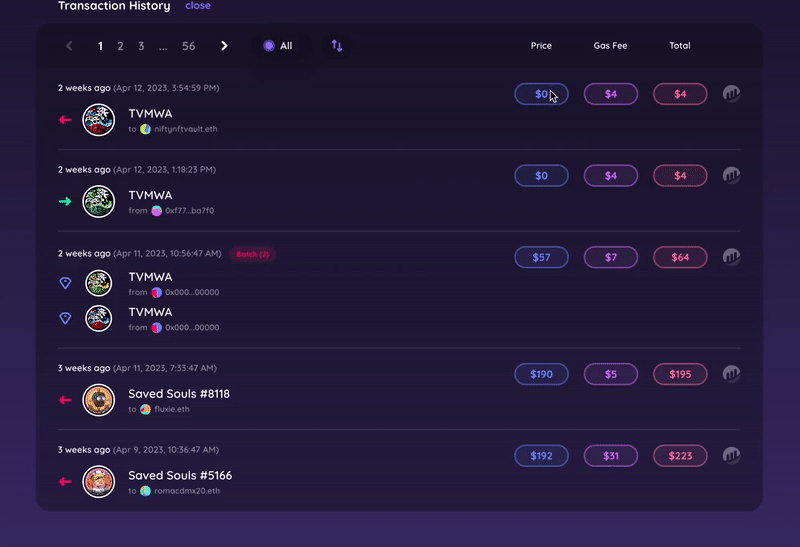 Transaction History close
1 2 3 ... 56 All Price Gas Fee Total
2 weeks ago (Apr 12, 2023, 3:54:59 PM) $0 $4 $4
TVMWA
to niftynftvault.eth
2 weeks ago (Apr 12, 2023, 1:18:23 PM) $0 $4 $4
TVMWA
from 0xf77...ba7f0
2 weeks ago (Apr 11, 2023, 10:56:47 AM) Batch (2) $57 $7 $64
TVMWA
from 0x000...00000
TVMWA
from 0x000...00000
3 weeks ago (Apr 11, 2023, 7:33:47 AM) $190 $5 $195
Saved Souls #8118
to fluxie.eth
3 weeks ago (Apr 9, 2023, 10:36:47 AM) $192 $31 $223
Saved Souls #5166
to romacdmx20.eth